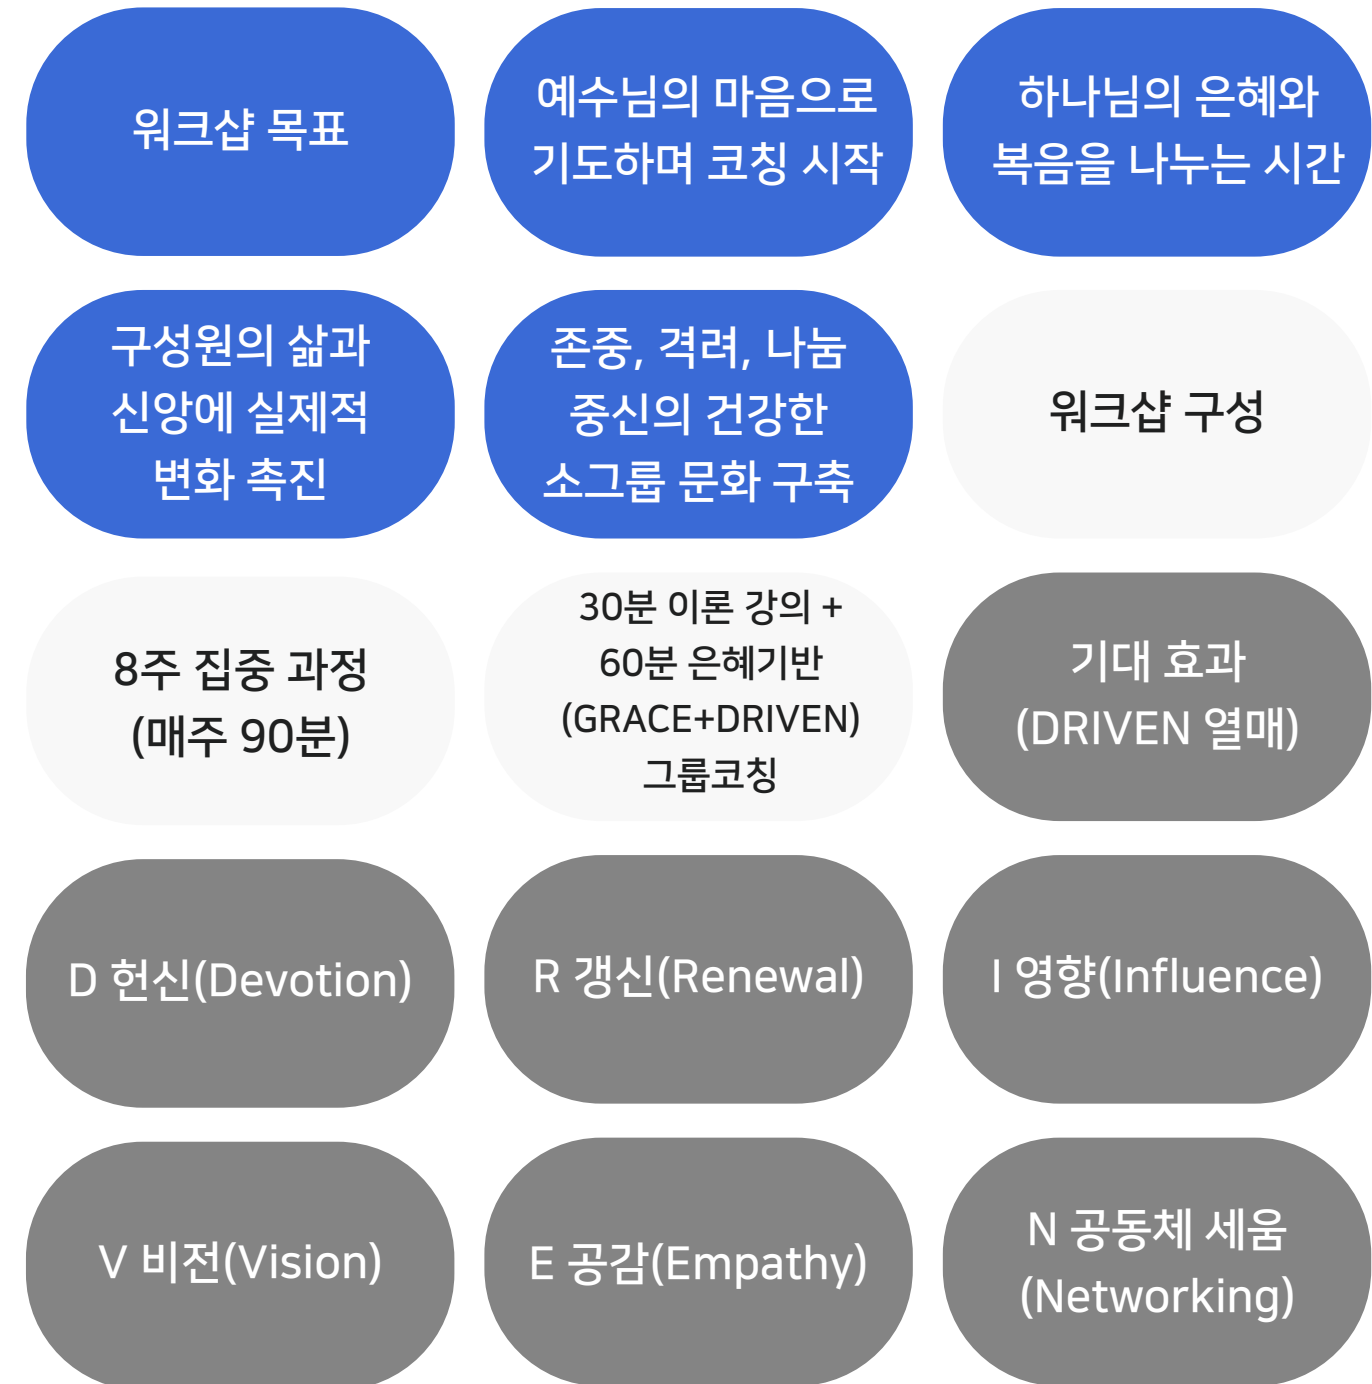 워크샵 목표
예수님의 마음으로
기도하며 코칭 시작
하나님의 은혜와
복음을 나누는 시간
구성원의 삶과
신앙에 실제적
변화 촉진
존중, 격려, 나눔
중신의 건강한
소그룹 문화 구축
워크샵 구성
8주 집중 과정
(매주 90분)
30분 이론 강의 +
60분 은혜기반
(GRACE+DRIVEN)
그룹코칭
기대 효과
(DRIVEN 열매)
D 헌신(Devotion)
R 갱신(Renewal)
I 영향(Influence)
V 비전(Vision)
E 공감(Empathy)
N 공동체 세움
(Networking)